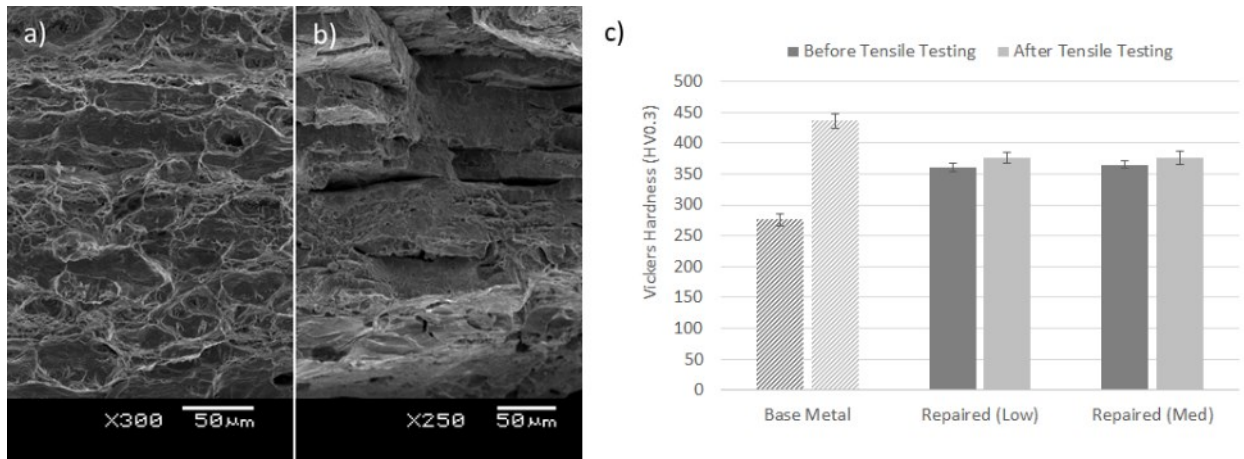 a)
b)
c)
X300 50μm
X250 50μm
Before Tensile Testing After Tensile Testing
Vickers Hardness (HV0.3)
500
450
400
350
300
250
200
150
100
50
0
Base Metal Repaired (Low) Repaired (Med)